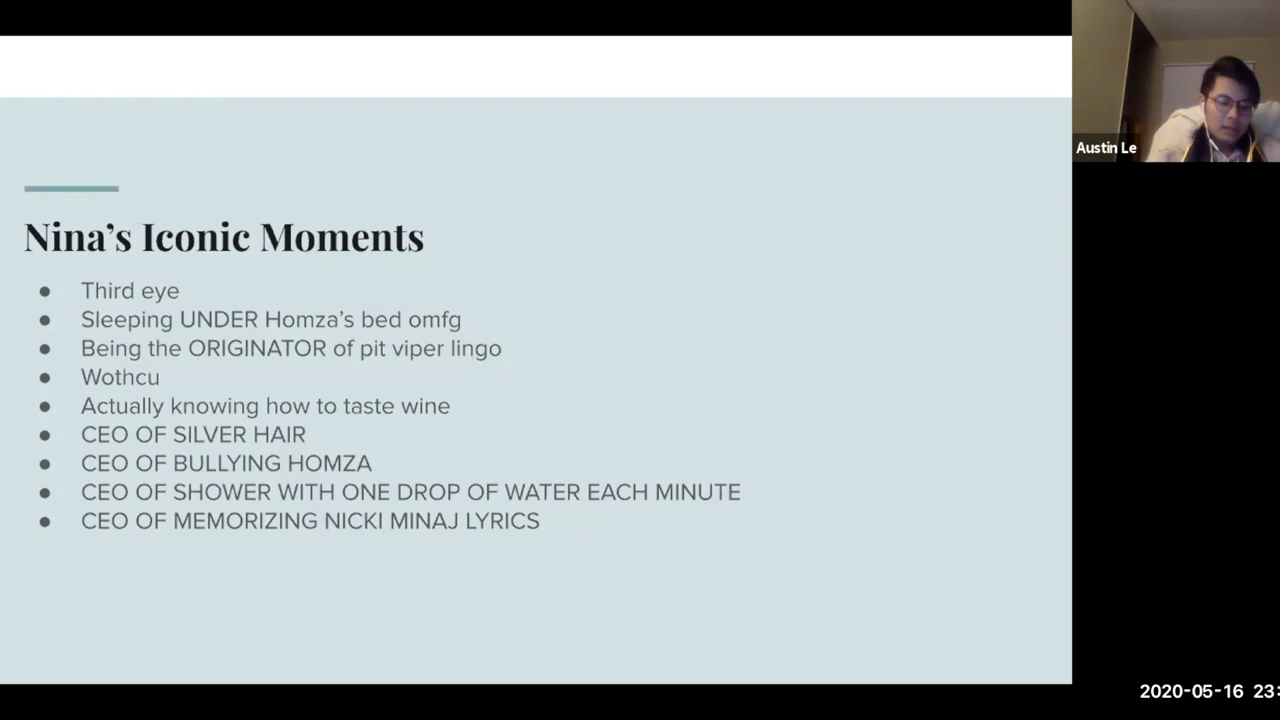 Austin Le
Nina’s Iconic Moments
● Third eye
● Sleeping UNDER Homza’s bed omfg
● Being the ORIGINATOR of pit viper lingo
● Wothcu
● Actually knowing how to taste wine
● CEO OF SILVER HAIR
● CEO OF BULLYING HOMZA
● CEO OF SHOWER WITH ONE DROP OF WATER EACH MINUTE
● CEO OF MEMORIZING NICKI MINAJ LYRICS
2020-05-16 23: